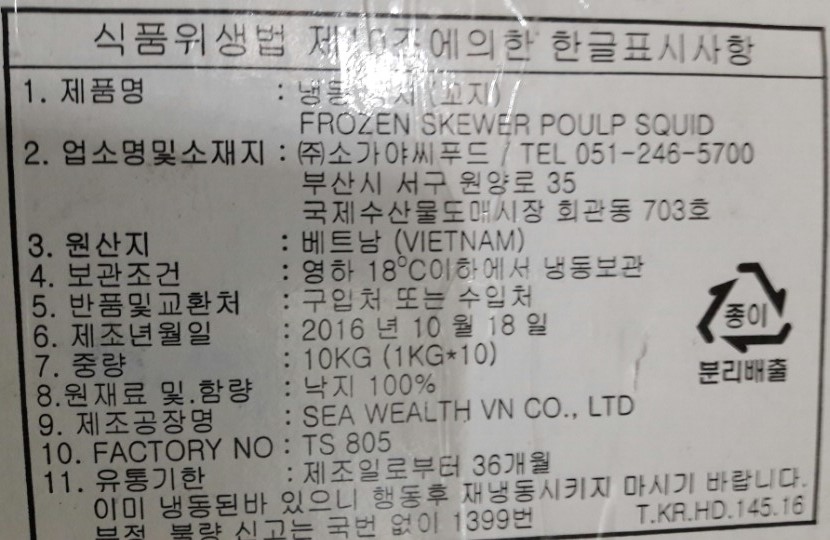 식품위생법 제10조에의한 한글표시사항
1. 제품명 : 냉동낙지 (꼬지)
FROZEN SKEWER POULP SQUID
2. 업소명및소재지 : ㈜소가야씨푸드 / TEL 051-246-5700
부산시 서구 원양로 35
국제수산물도매시장 회관동 703호
3. 원산지 : 베트남 (VIETNAM)
4. 보관조건 : 영하 18℃이하에서 냉동보관
5. 반품및교환처 : 구입처 또는 수입처
6. 제조년월일 : 2016 년 10 월 18 일
7. 중량 : 10KG (1KG*10)
8.원재료 및.함량 : 낙지 100%
9. 제조공장명 : SEA WEALTH VN CO., LTD
10. FACTORY NO : TS 805
11. 유통기한 : 제조일로부터 36개월
이미 냉동된바 있으니 행동후 재냉동시키지 마시기 바랍니다.
부정, 불량 신고는 국번 없이 1399번
T.KR.HD.145.16
종이
분리배출